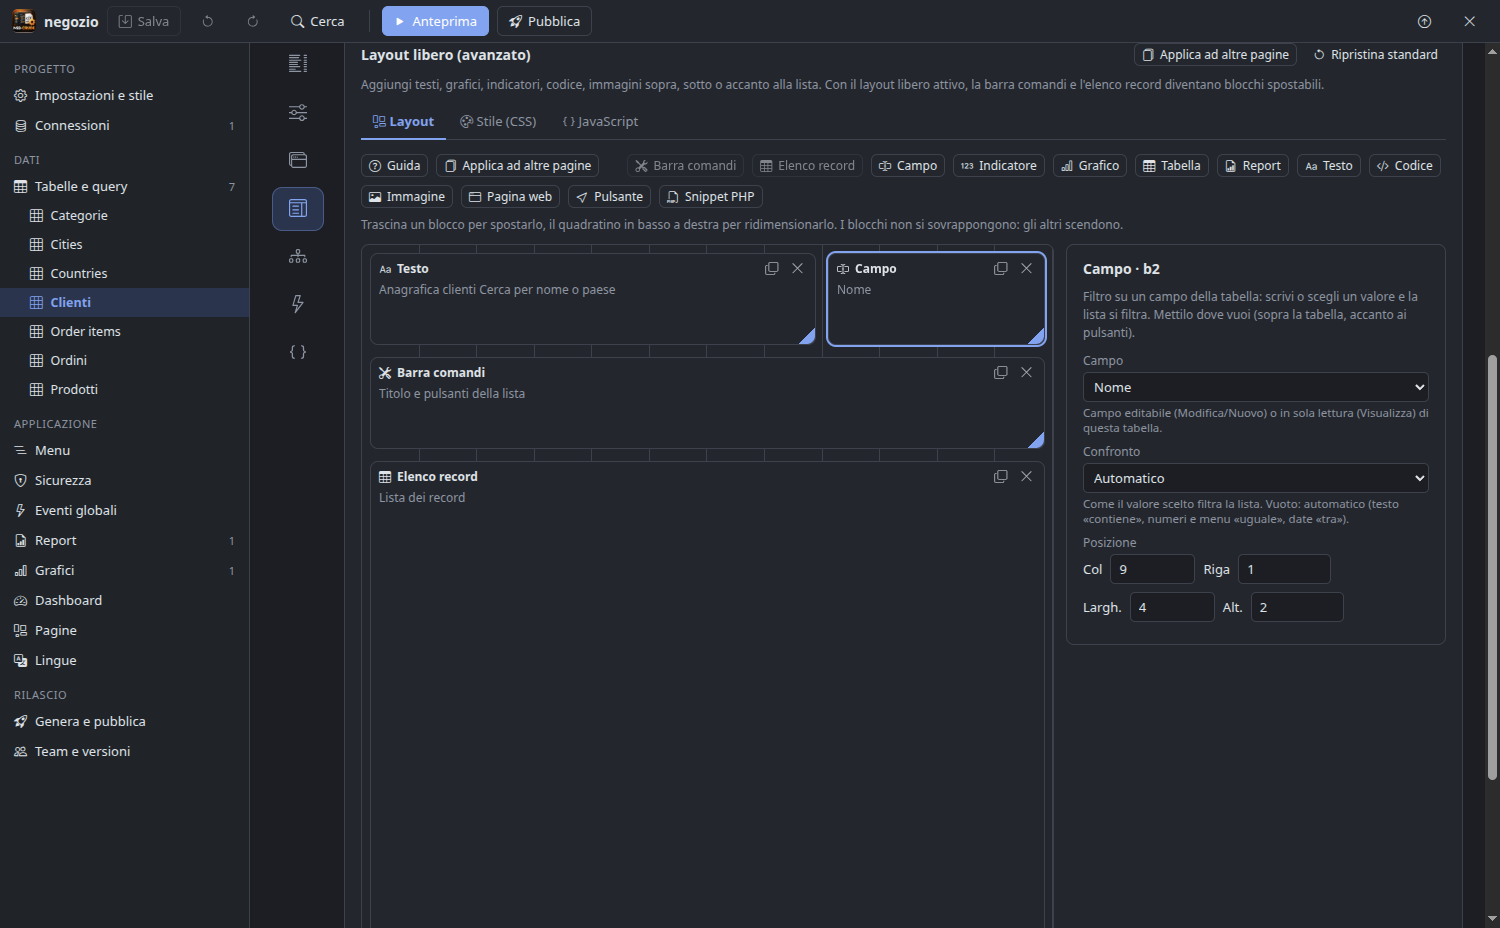 negozio
Salva
Cerca
Anteprima
Pubblica
PROGETTO
Impostazioni e stile
Connessioni 1
DATI
Tabelle e query 7
Categorie
Cities
Countries
Clienti
Order items
Ordini
Prodotti
APPLICAZIONE
Menu
Sicurezza
Eventi globali
Report 1
Grafici 1
Dashboard
Pagine
Lingue
RILASCIO
Genera e pubblica
Team e versioni
Layout libero (avanzato)
Applica ad altre pagine
Ripristina standard
Aggiungi testi, grafici, indicatori, codice, immagini sopra, sotto o accanto alla lista. Con il layout libero attivo, la barra comandi e l'elenco record diventano blocchi spostabili.
Layout
Stile (CSS)
{ } JavaScript
Guida
Applica ad altre pagine
Barra comandi
Elenco record
Campo
123 Indicatore
Grafico
Tabella
Report
Aa Testo
</> Codice
Immagine
Pagina web
Pulsante
Snippet PHP
Trascina un blocco per spostarlo, il quadratino in basso a destra per ridimensionarlo. I blocchi non si sovrappongono: gli altri scendono.
Aa Testo
Anagrafica clienti Cerca per nome o paese
Campo
Nome
Barra comandi
Titolo e pulsanti della lista
Elenco record
Lista dei record
Campo · b2
Filtro su un campo della tabella: scrivi o scegli un valore e la
lista si filtra. Mettilo dove vuoi (sopra la tabella, accanto ai
pulsanti).
Campo
Nome
Campo editabile (Modifica/Nuovo) o in sola lettura (Visualizza) di
questa tabella.
Confronto
Automatico
Come il valore scelto filtra la lista. Vuoto: automatico (testo
«contiene», numeri e menu «uguale», date «tra»).
Posizione
Col 9 Riga 1
Largh. 4 Alt. 2